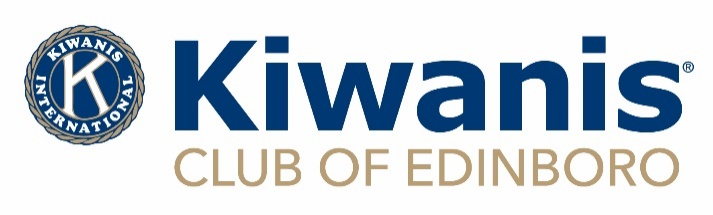 KIWANIS
K
INTERNATIONAL
Kiwanis®
CLUB OF EDINBORO